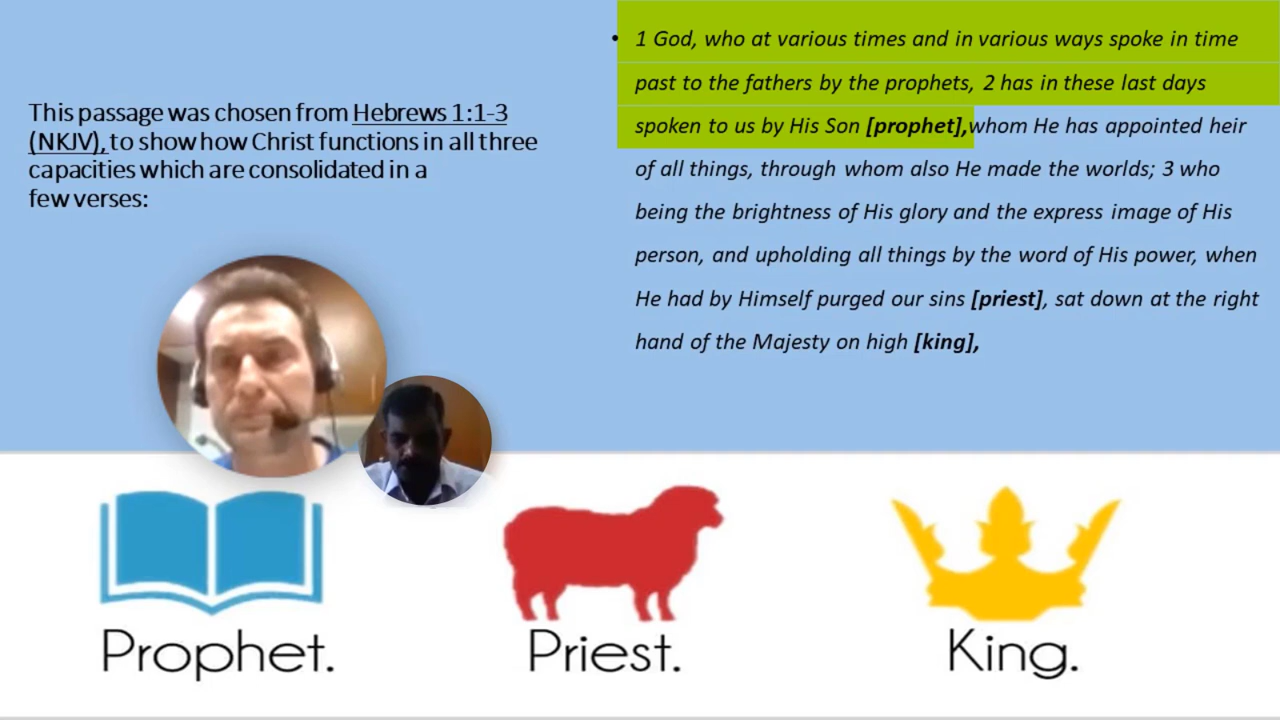 This passage was chosen from Hebrews 1:1-3
(NKJV), to show how Christ functions in all three
capacities which are consolidated in a
few verses:
• 1 God, who at various times and in various ways spoke in time
past to the fathers by the prophets, 2 has in these last days
spoken to us by His Son [prophet],whom He has appointed heir
of all things, through whom also He made the worlds; 3 who
being the brightness of His glory and the express image of His
person, and upholding all things by the word of His power, when
He had by Himself purged our sins [priest], sat down at the right
hand of the Majesty on high [king],
Prophet.
Priest.
King.